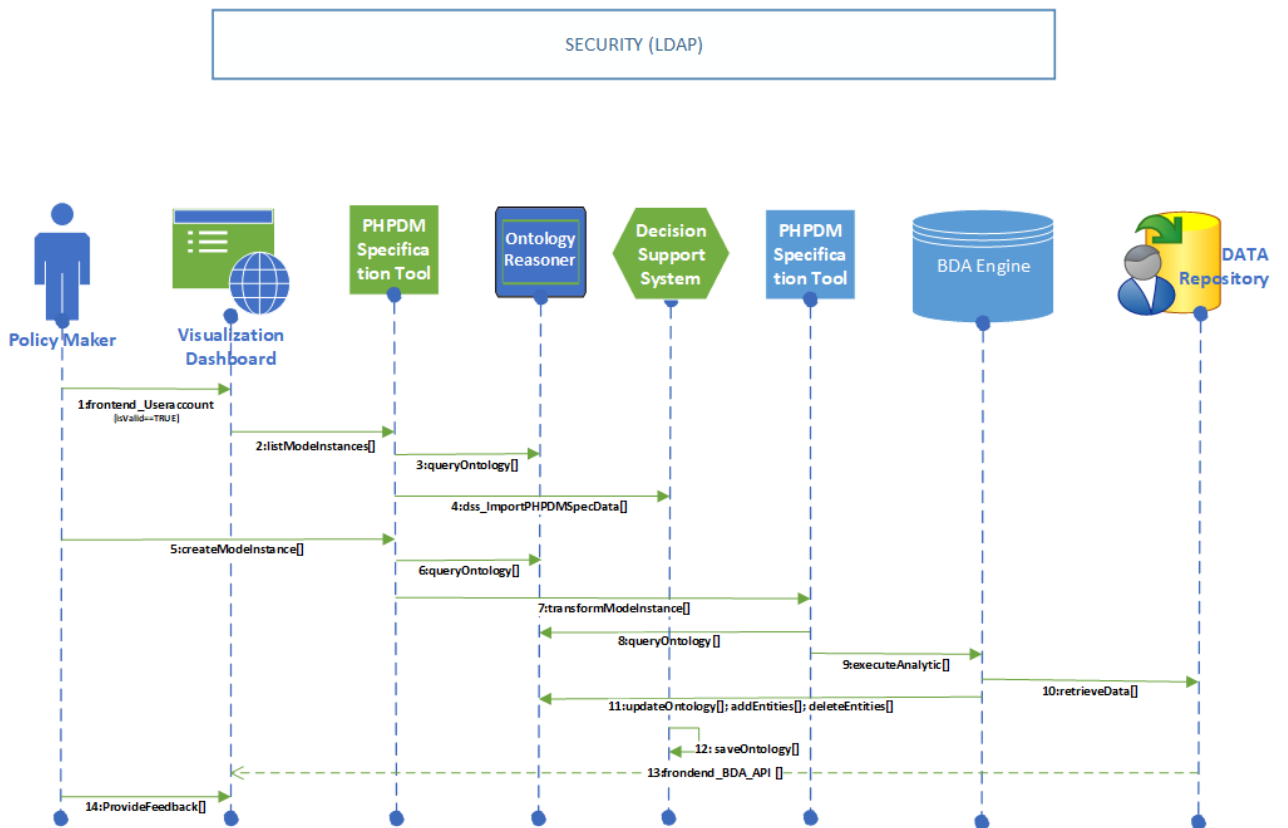 SECURITY (LDAP)
Policy Maker
Visualization
Dashboard
PHPDM
Specifica
tion Tool
Ontology
Reasoner
Decision
Support
System
PHPDM
Specifica
tion Tool
BDA Engine
DATA
Repository
1:frontend_Useraccount
[isValid==TRUE]
2:listModeInstances[]
3:queryOntology[]
4:dss_ImportPHPDMSpecData[]
5:createModeInstance[]
6:queryOntology[]
7:transformModeInstance[]
8:queryOntology[]
9:executeAnalytic[]
10:retrieveData[]
11:updateOntology[]; addEntities[]; deleteEntities[]
12: saveOntology[]
13:frondend_BDA_API []
14:ProvideFeedback[]